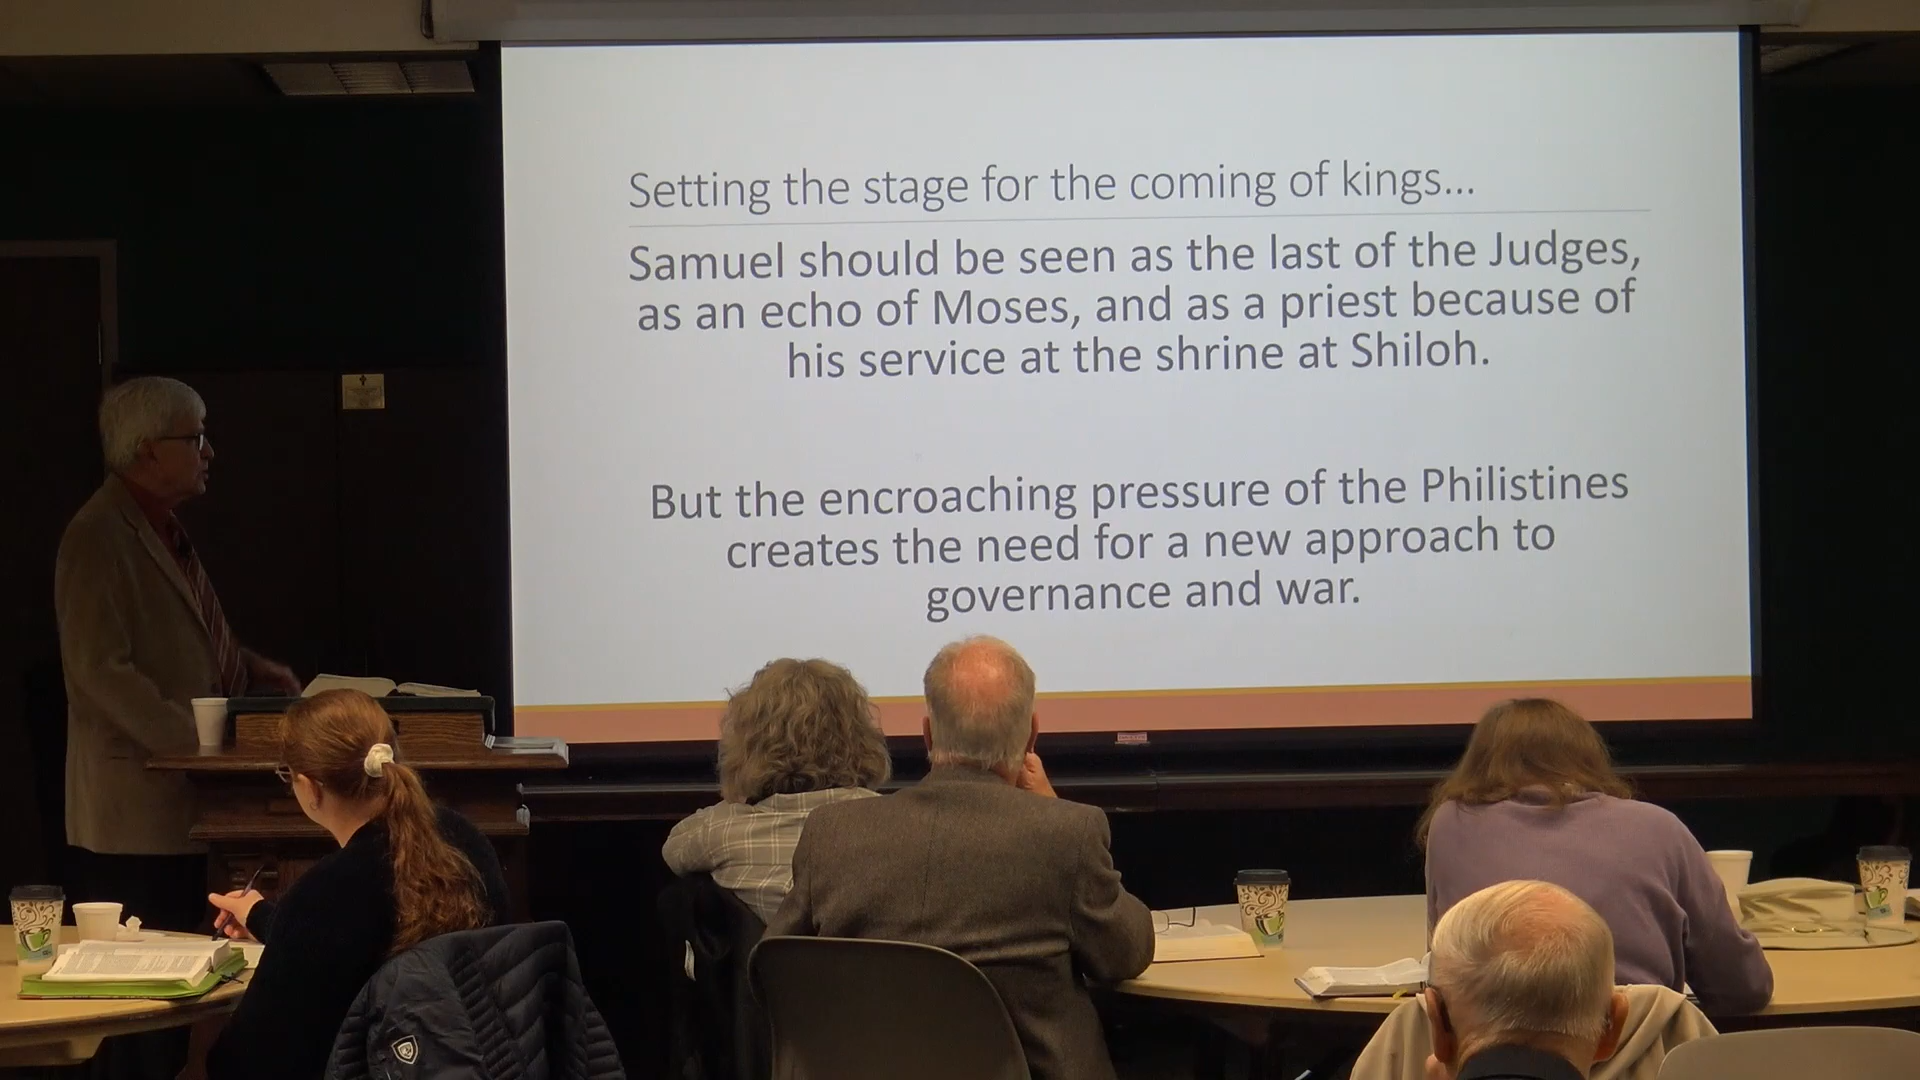 Setting the stage for the coming of kings...
Samuel should be seen as the last of the Judges,
as an echo of Moses, and as a priest because of
his service at the shrine at Shiloh.
But the encroaching pressure of the Philistines
creates the need for a new approach to
governance and war.